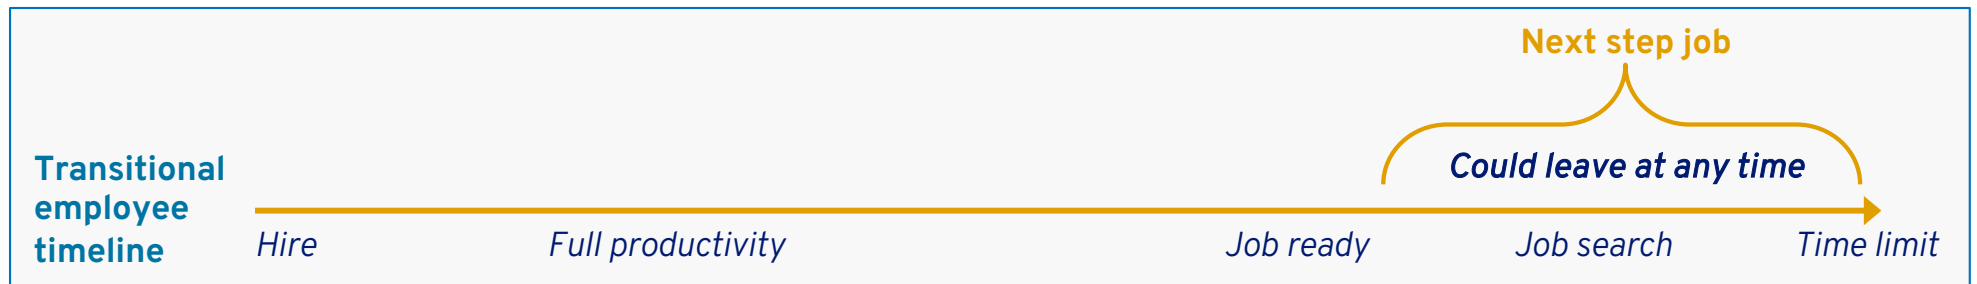 Next step job
Could leave at any time
Transitional
employee
timeline
Hire
Full productivity
Job ready
Job search
Time limit